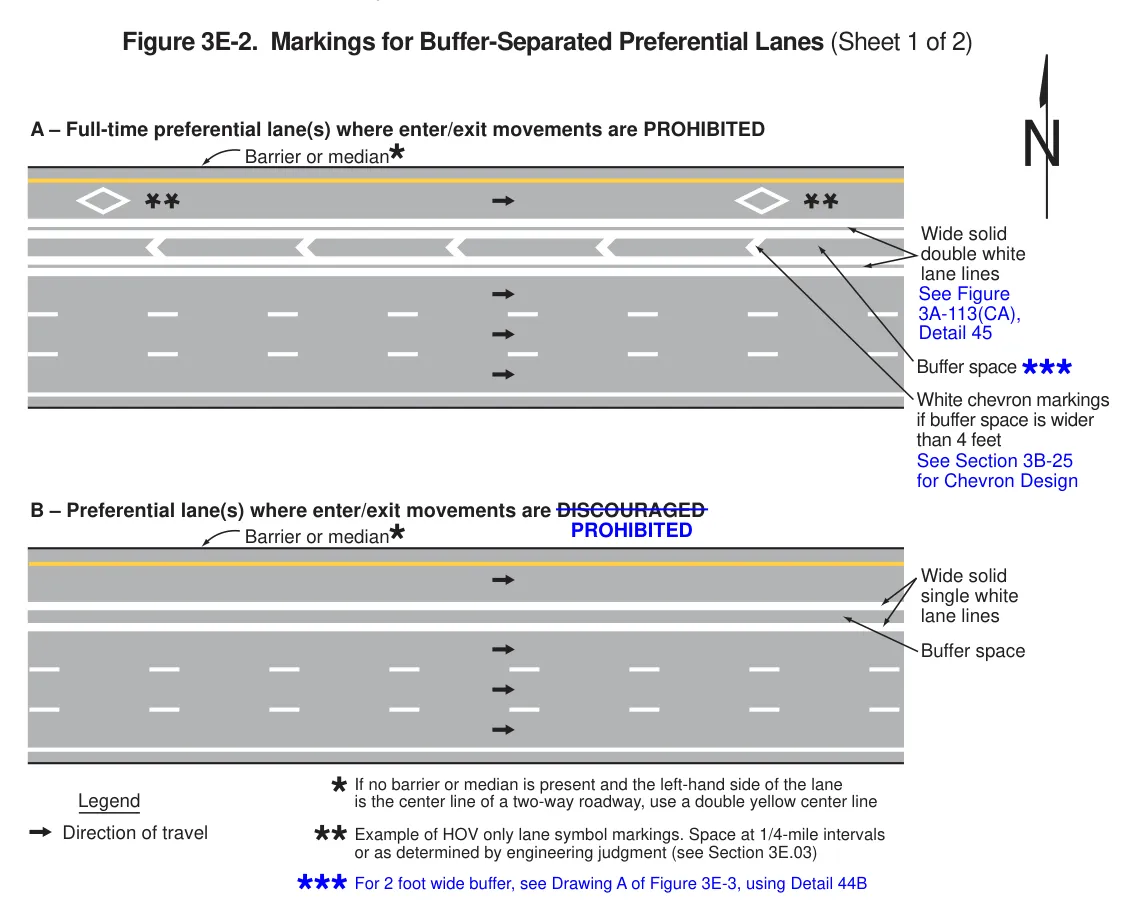 Figure 3E-2. Markings for Buffer-Separated Preferential Lanes (Sheet 1 of 2)
N
A – Full-time preferential lane(s) where enter/exit movements are PROHIBITED
Barrier or median*
**
**
Wide solid
double white
lane lines
See Figure
3A-113(CA),
Detail 45
Buffer space ***
White chevron markings
if buffer space is wider
than 4 feet
See Section 3B-25
for Chevron Design
B – Preferential lane(s) where enter/exit movements are DISCOURAGED
PROHIBITED
Barrier or median*
Wide solid
single white
lane lines
Buffer space
Legend
Direction of travel
* If no barrier or median is present and the left-hand side of the lane
is the center line of a two-way roadway, use a double yellow center line
** Example of HOV only lane symbol markings. Space at 1/4-mile intervals
or as determined by engineering judgment (see Section 3E.03)
*** For 2 foot wide buffer, see Drawing A of Figure 3E-3, using Detail 44B